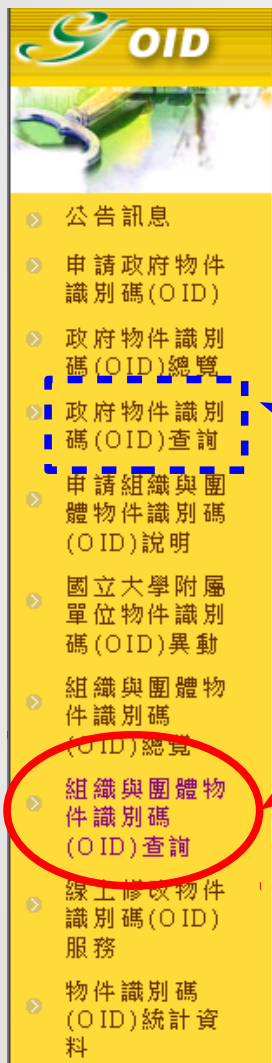 OID
公告訊息
申請政府物件
識別碼(OID)
政府物件識別
碼(OID)總覽
政府物件識別
碼(OID)查詢
申請組織與團
體物件識別碼
(OID)說明
國立大學附屬
單位物件識別
碼(OID)異動
組織與團體物
件識別碼
(OID)總覽
組織與團體物
件識別碼
(OID)查詢
線上修改物件
識別碼(OID)
服務
物件識別碼
(OID)統計資
料